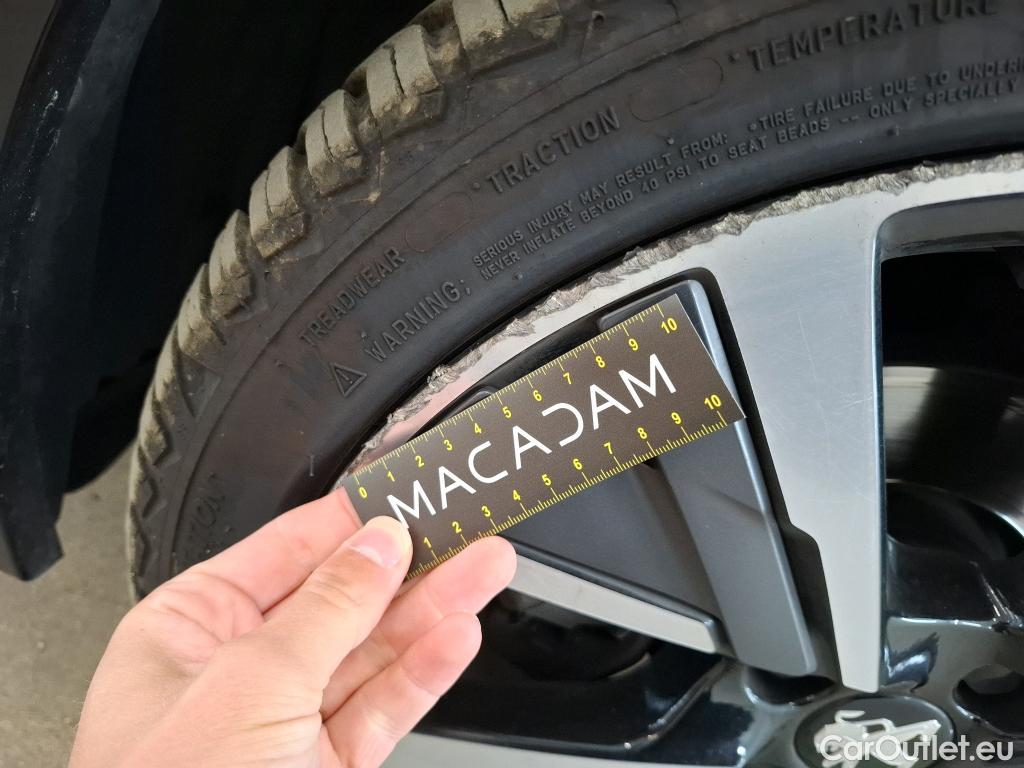 *TEMPERATURE
*TRACTION
TREADWEAR
⚠ WARNING:
SERIOUS INJURY MAY RESULT FROM: *TIRE FAILURE DUE TO
NEVER INFLATE BEYOND 40 PSI TO SEAT BEADS -- ONLY SPECIALLY
0 1 2 3 4 5 6 7 8 9 10
MACADAM
1 2 3 4 5 6 7 8 9 10
CarOutlet.eu